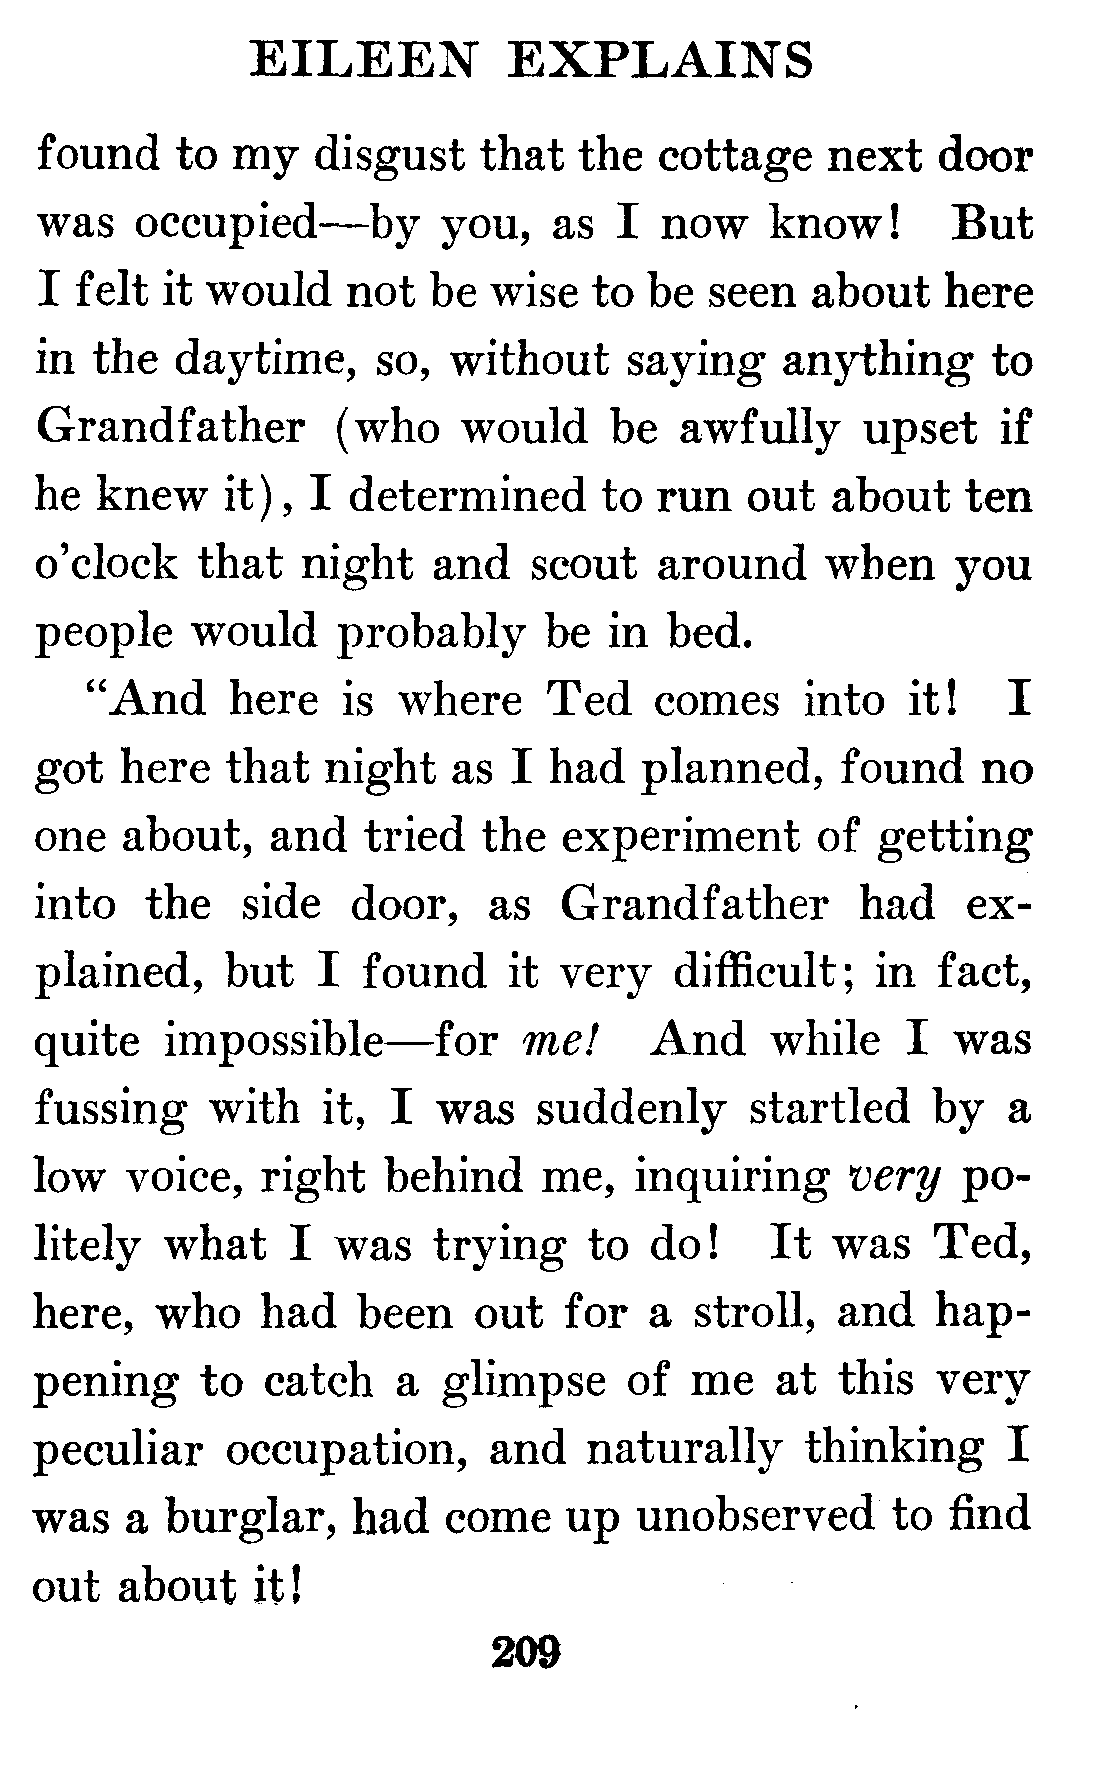 EILEEN EXPLAINS
found to my disgust that the cottage next door
was occupied—by you, as I now know! But
I felt it would not be wise to be seen about here
in the daytime, so, without saying anything to
Grandfather (who would be awfully upset if
he knew it), I determined to run out about ten
o'clock that night and scout around when you
people would probably be in bed.
“And here is where Ted comes into it! I
got here that night as I had planned, found no
one about, and tried the experiment of getting
into the side door, as Grandfather had ex-
plained, but I found it very difficult; in fact,
quite impossible—for me! And while I was
fussing with it, I was suddenly startled by a
low voice, right behind me, inquiring very po-
litely what I was trying to do! It was Ted,
here, who had been out for a stroll, and hap-
pening to catch a glimpse of me at this very
peculiar occupation, and naturally thinking I
was a burglar, had come up unobserved to find
out about it!
209